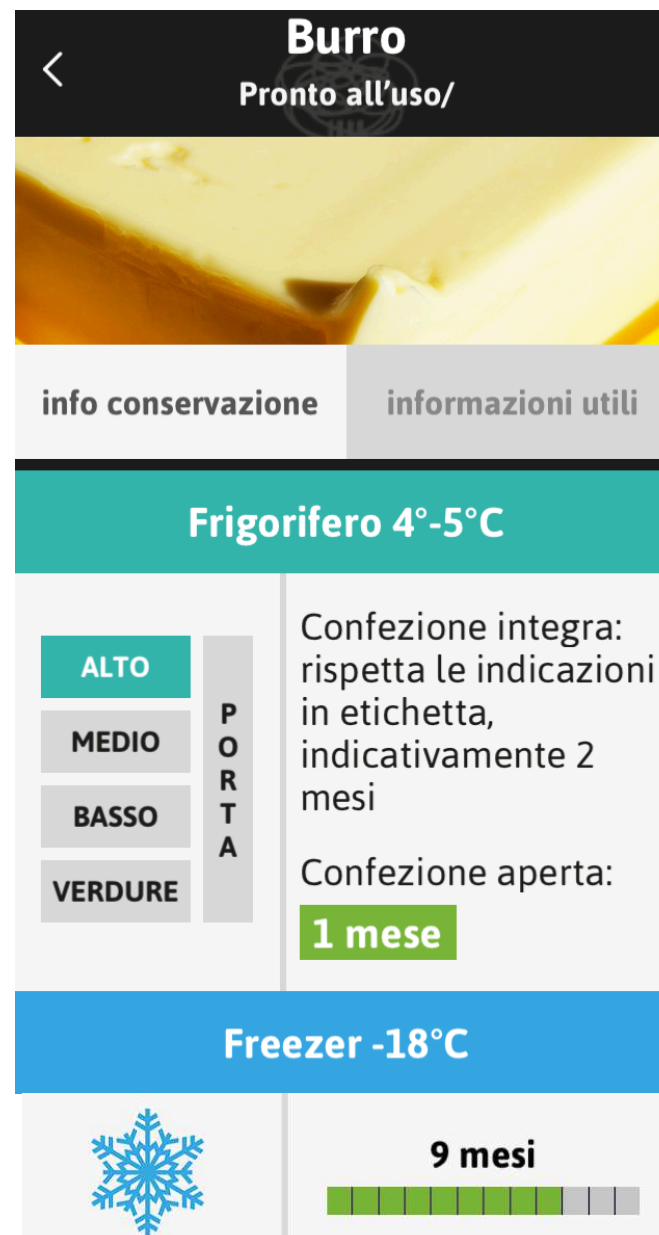 Burro
Pronto all’uso/
info conservazione
informazioni utili
Frigorifero 4°-5°C
ALTO
MEDIO
BASSO
VERDURE
PORTA
Confezione integra:
rispetta le indicazioni
in etichetta,
indicativamente 2
mesi
Confezione aperta:
1 mese
Freezer -18°C
9 mesi